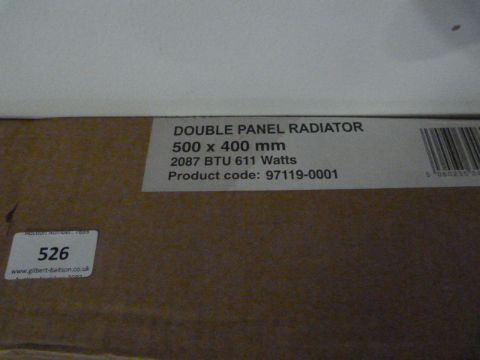 DOUBLE PANEL RADIATOR
500 x 400 mm
2087 BTU 611 Watts
Product code: 97119-0001
526
www.gilbert-baitson.co.uk